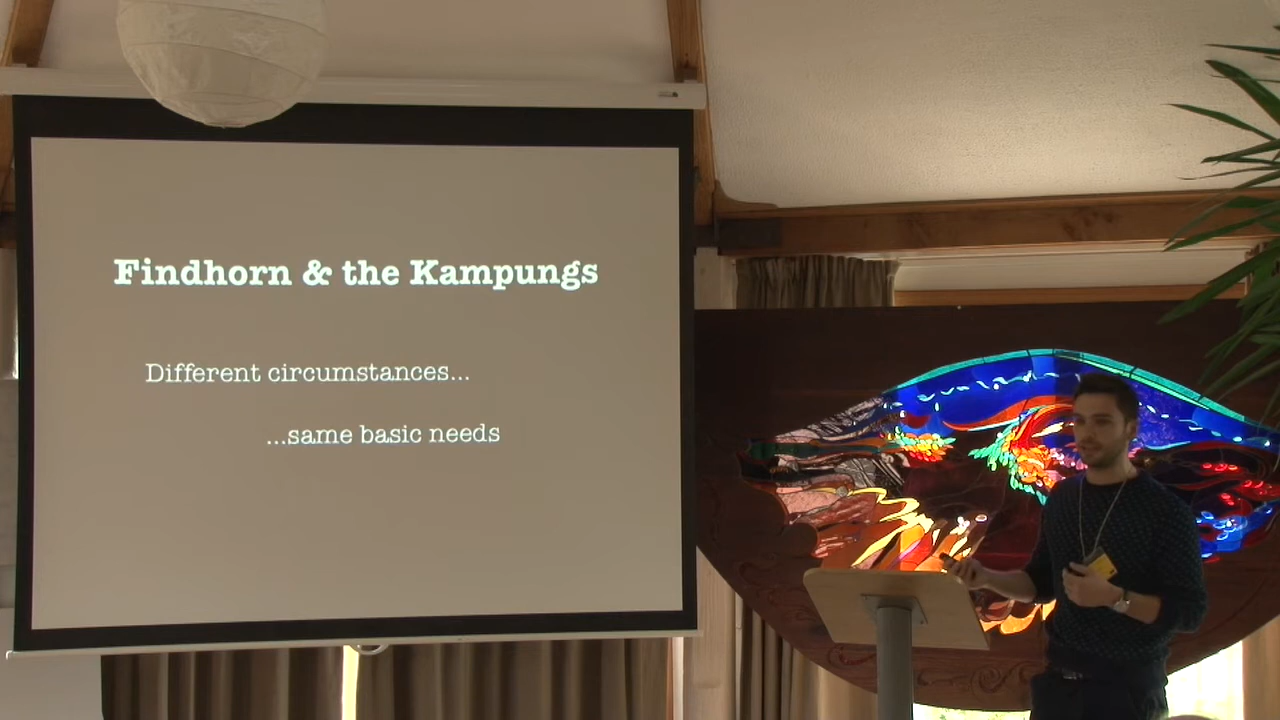 Findhorn & the Kampungs
Different circumstances...
...same basic needs